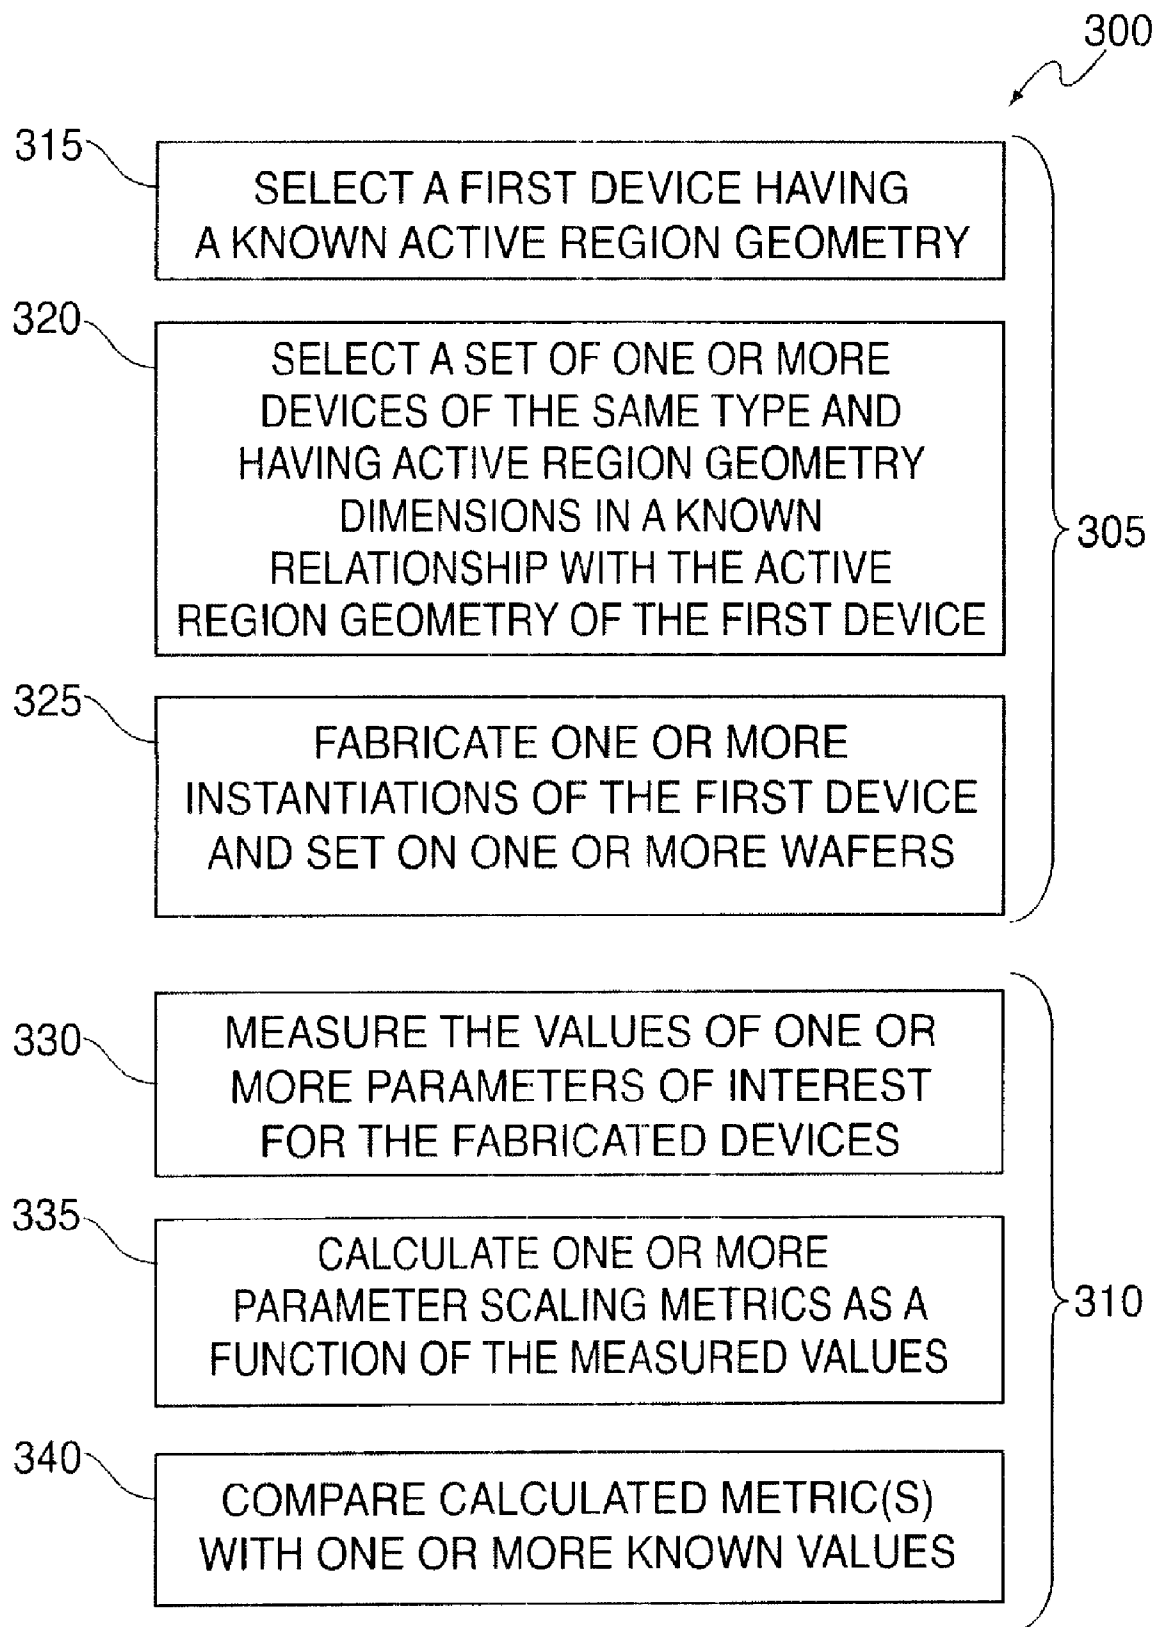 300
315
SELECT A FIRST DEVICE HAVING
A KNOWN ACTIVE REGION GEOMETRY
320
SELECT A SET OF ONE OR MORE
DEVICES OF THE SAME TYPE AND
HAVING ACTIVE REGION GEOMETRY
DIMENSIONS IN A KNOWN
RELATIONSHIP WITH THE ACTIVE
REGION GEOMETRY OF THE FIRST DEVICE
305
325
FABRICATE ONE OR MORE
INSTANTIATIONS OF THE FIRST DEVICE
AND SET ON ONE OR MORE WAFERS
330
MEASURE THE VALUES OF ONE OR
MORE PARAMETERS OF INTEREST
FOR THE FABRICATED DEVICES
335
CALCULATE ONE OR MORE
PARAMETER SCALING METRICS AS A
FUNCTION OF THE MEASURED VALUES
310
340
COMPARE CALCULATED METRIC(S)
WITH ONE OR MORE KNOWN VALUES